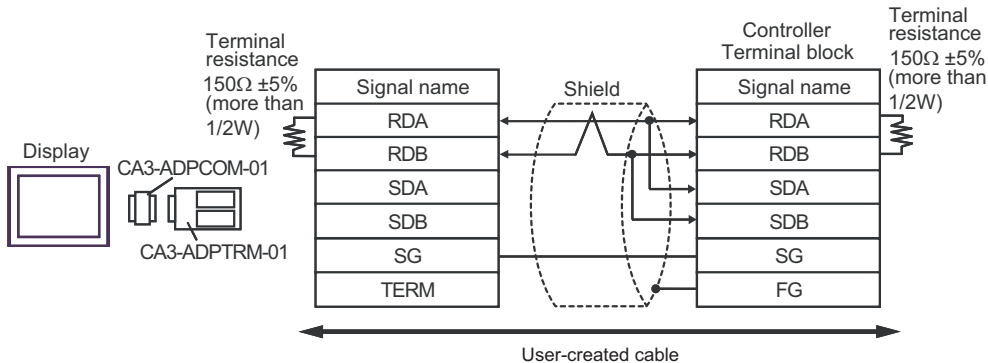 Terminal
resistance
150Ω ±5%
(more than
1/2W)
Display
CA3-ADPCOM-01
CA3-ADPTRM-01
Signal name
RDA
RDB
SDA
SDB
SG
TERM
Shield
Controller
Terminal block
Signal name
RDA
RDB
SDA
SDB
SG
FG
Terminal
resistance
150Ω ±5%
(more than
1/2W)
User-created cable